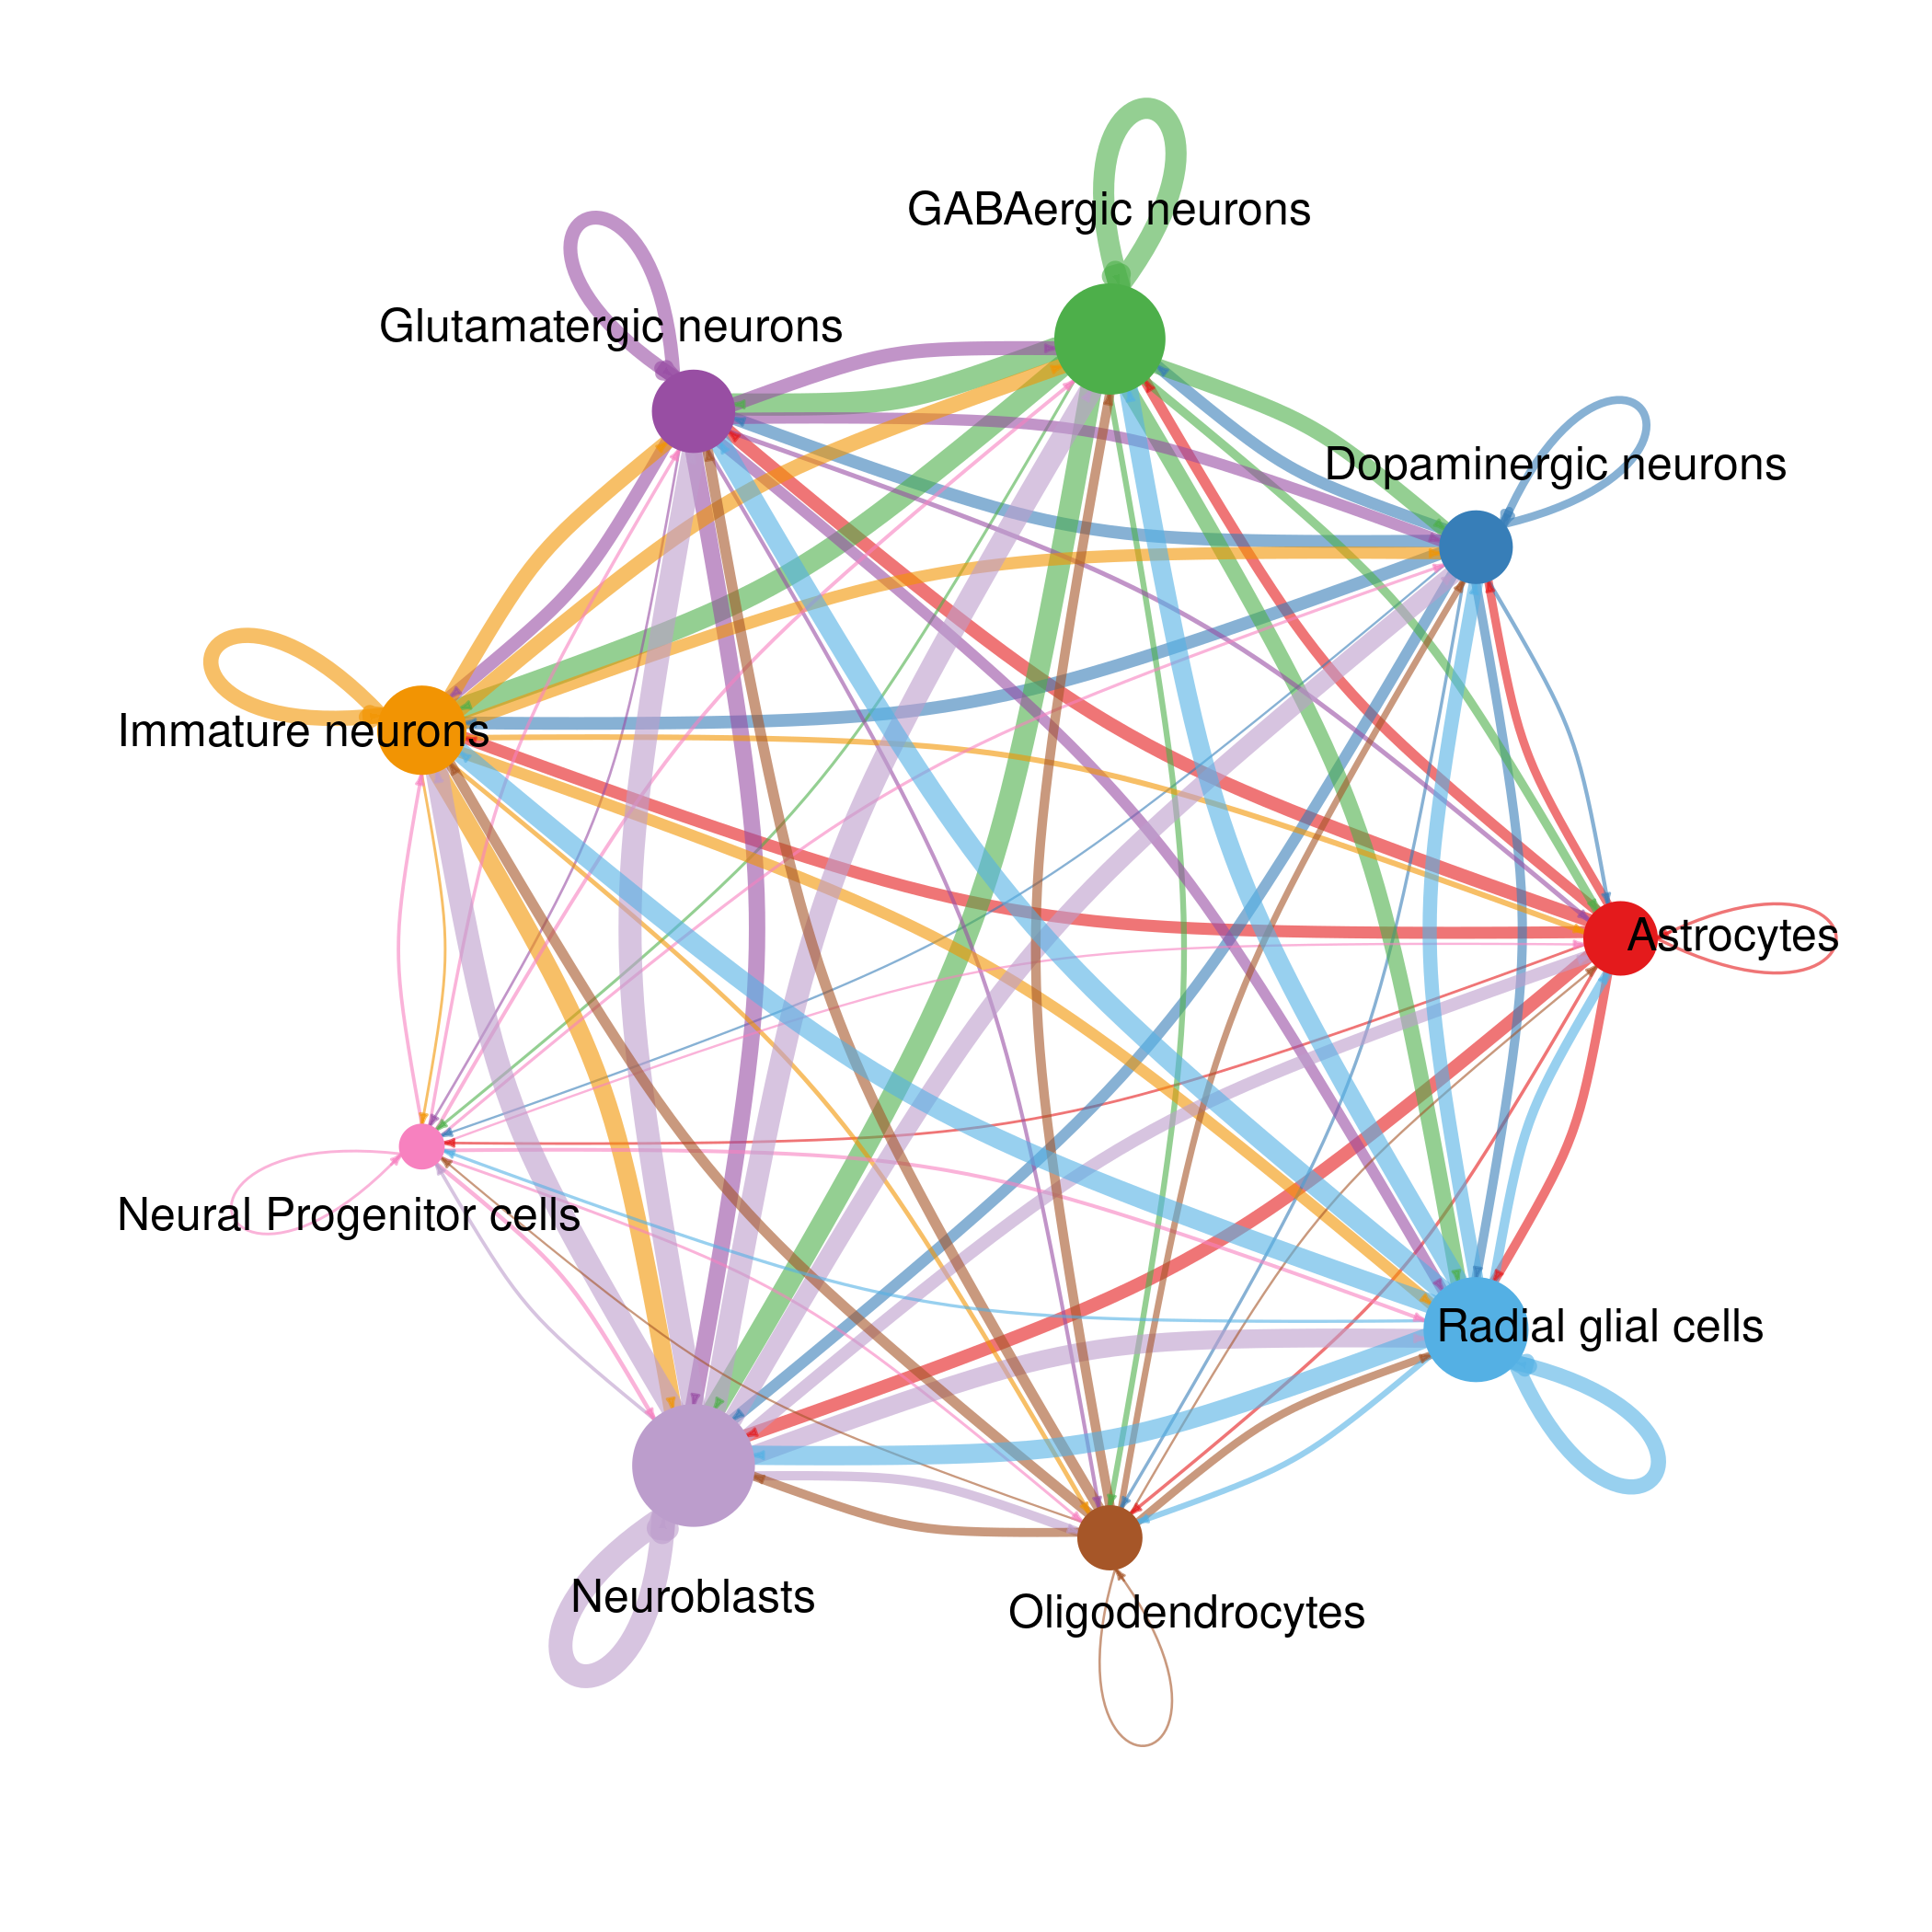 GABAergic neurons
Glutamatergic neurons
Dopaminergic neurons
Immature neurons
Astrocytes
Neural Progenitor cells
Radial glial cells
Neuroblasts
Oligodendrocytes